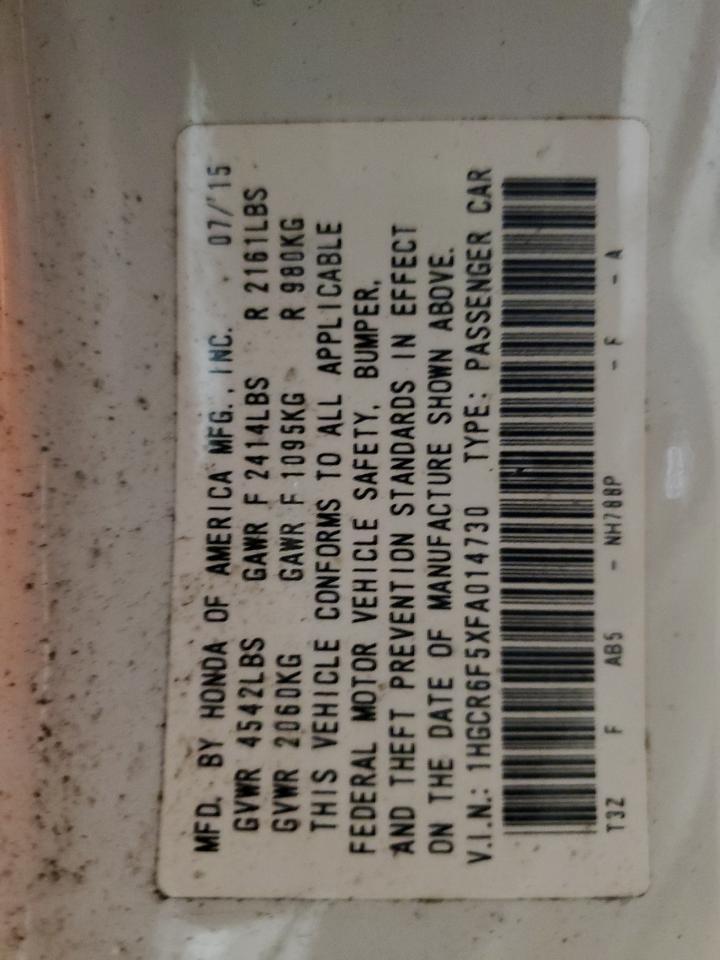 MFD. BY HONDA OF AMERICA MFG., INC. 07/'15
GVWR 4542LBS GAWR F 2414LBS R 2161LBS
GVWR 2060KG GAWR F 1095KG R 980KG
THIS VEHICLE CONFORMS TO ALL APPLICABLE
FEDERAL MOTOR VEHICLE SAFETY, BUMPER,
AND THEFT PREVENTION STANDARDS IN EFFECT
ON THE DATE OF MANUFACTURE SHOWN ABOVE.
V.I.N.: 1HGCR6F5XFA014730 TYPE: PASSENGER CAR
T3Z F AB5 - NH788P - F - A